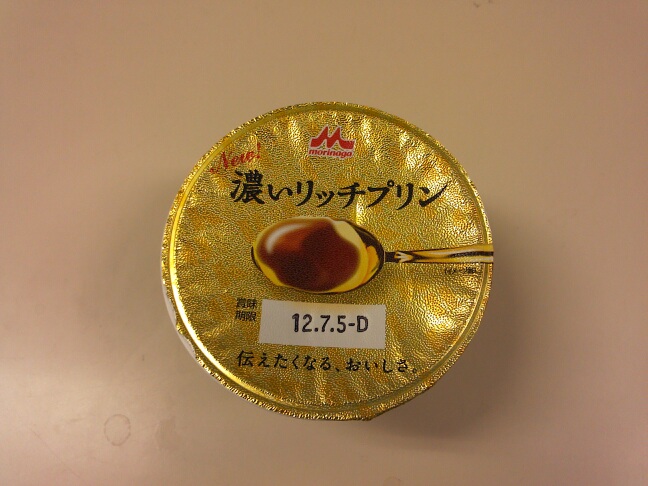 morinaga
New!
濃いリッチプリン
賞味
期限
12.7.5-D
伝えたくなる、おいしさ。